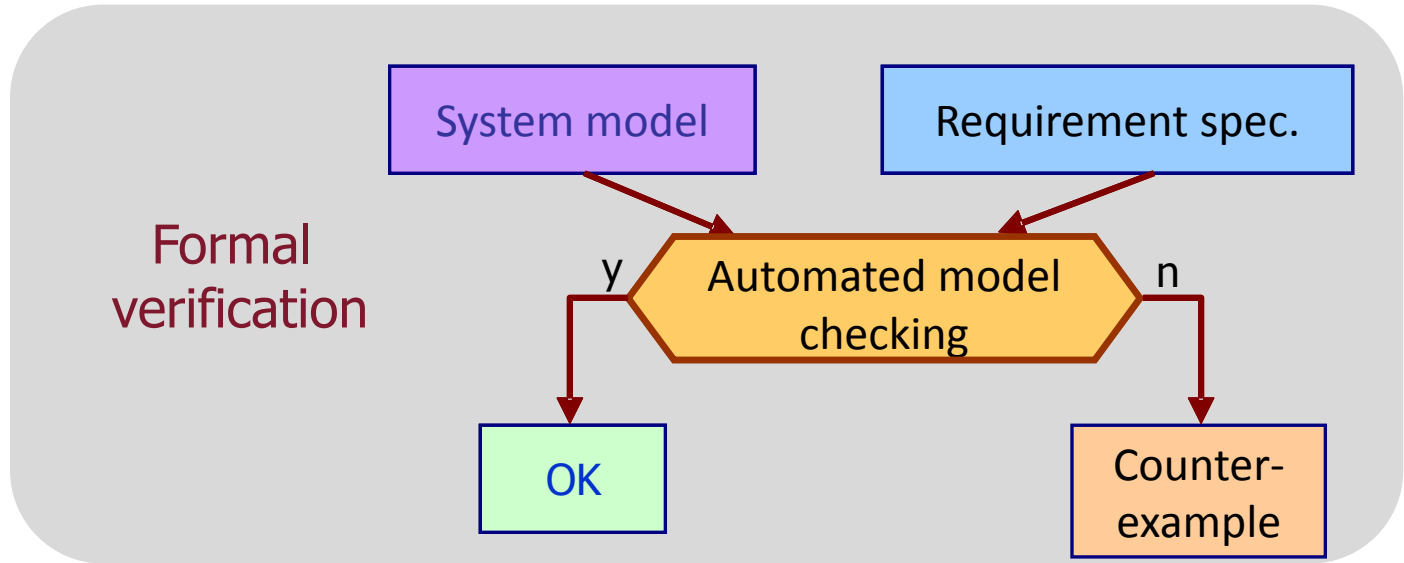 System model
Requirement spec.
Formal
verification
y
Automated model
checking
n
OK
Counter-
example